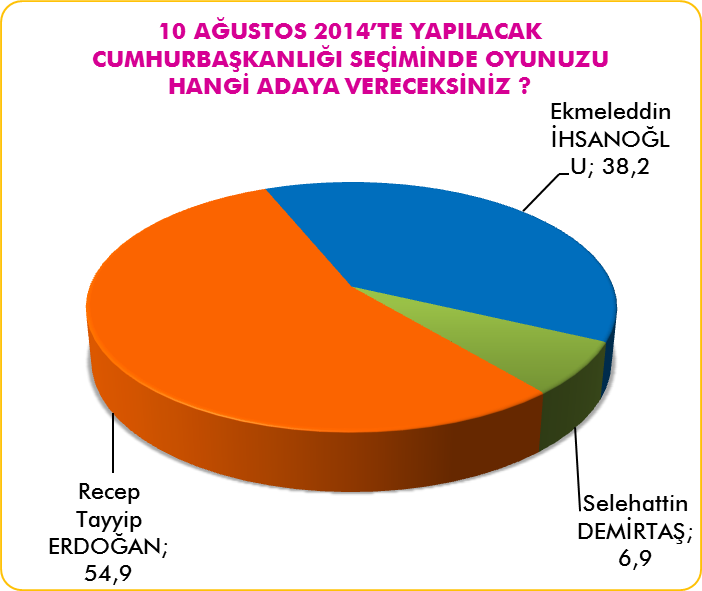 10 AĞUSTOS 2014’TE YAPILACAK
CUMHURBAŞKANLIĞI SEÇİMİNDE OYUNUZU
HANGİ ADAYA VERECEKSİNİZ ?
Ekmeleddin
İHSANOĞL
U; 38,2
Recep
Tayyip
ERDOĞAN;
54,9
Selehattin
DEMİRTAŞ;
6,9